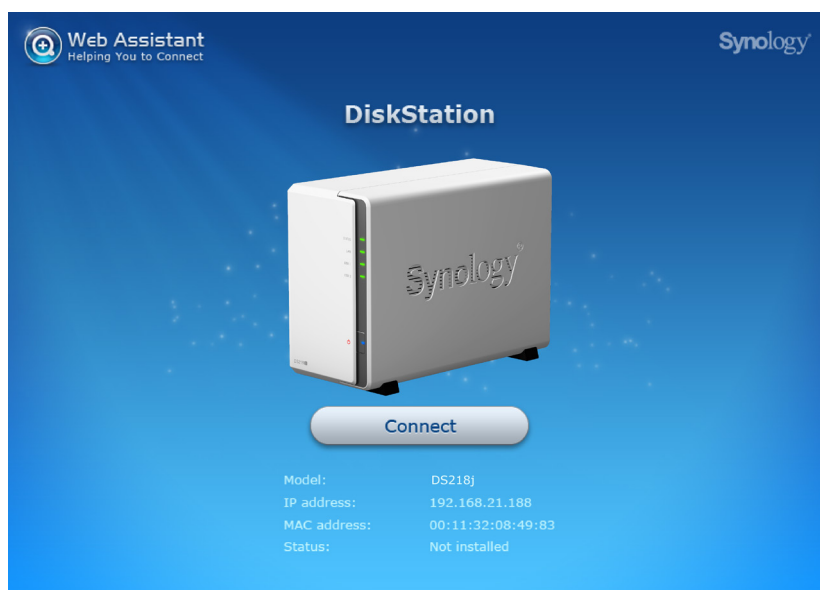 Web Assistant
Helping You to Connect
Synology
DiskStation
Synology
Connect
Model: DS218j
IP address: 192.168.21.188
MAC address: 00:11:32:08:49:83
Status: Not installed